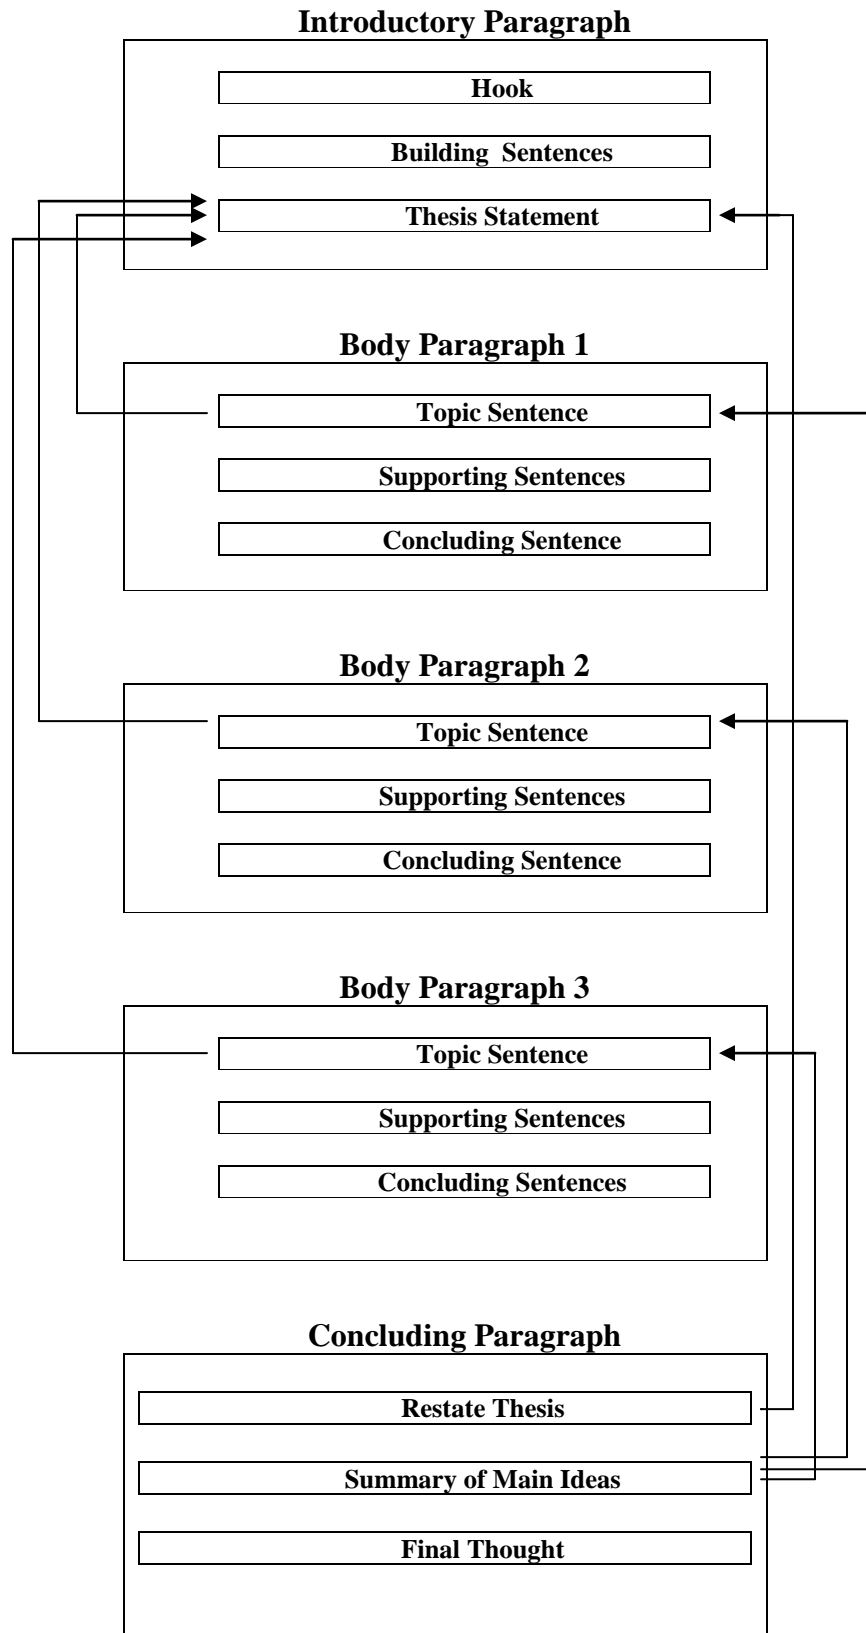 Introductory Paragraph
Hook
Building Sentences
Thesis Statement
Body Paragraph 1
Topic Sentence
Supporting Sentences
Concluding Sentence
Body Paragraph 2
Topic Sentence
Supporting Sentences
Concluding Sentence
Body Paragraph 3
Topic Sentence
Supporting Sentences
Concluding Sentences
Concluding Paragraph
Restate Thesis
Summary of Main Ideas
Final Thought